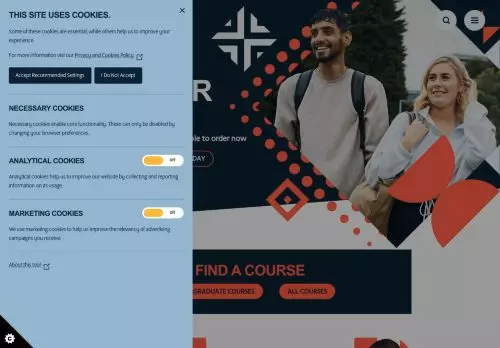 THIS SITE USES COOKIES.
Some of these cookies are essential, while others help us to improve your
experience.
For more information visit our Privacy and Cookies Policy
Accept Recommended Settings
I Do Not Accept
NECESSARY COOKIES
Necessary cookies enable core functionality. These can only be disabled by
changing your browser preferences.
ANALYTICAL COOKIES
Off
Analytical cookies help us to improve our website by collecting and reporting
information on its usage.
MARKETING COOKIES
Off
We use marketing cookies to help us improve the relevancy of advertising
campaigns you receive.
About this tool
R
to order now
DAY
FIND A COURSE
GRADUATE COURSES
ALL COURSES